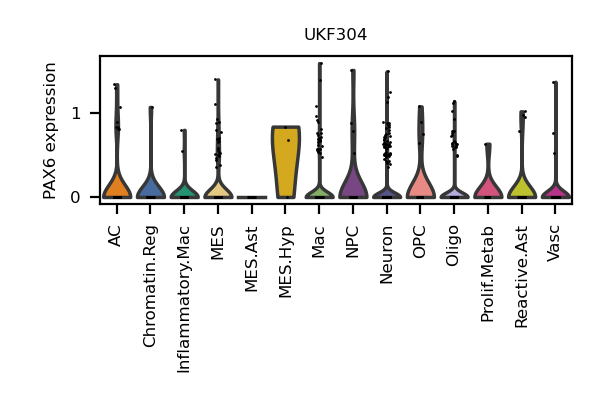 UKF304
PAX6 expression
1
0
AC
Chromatin.Reg
Inflammatory.Mac
MES
MES.Ast
MES.Hyp
Mac
NPC
Neuron
OPC
Oligo
Prolif.Metab
Reactive.Ast
Vasc